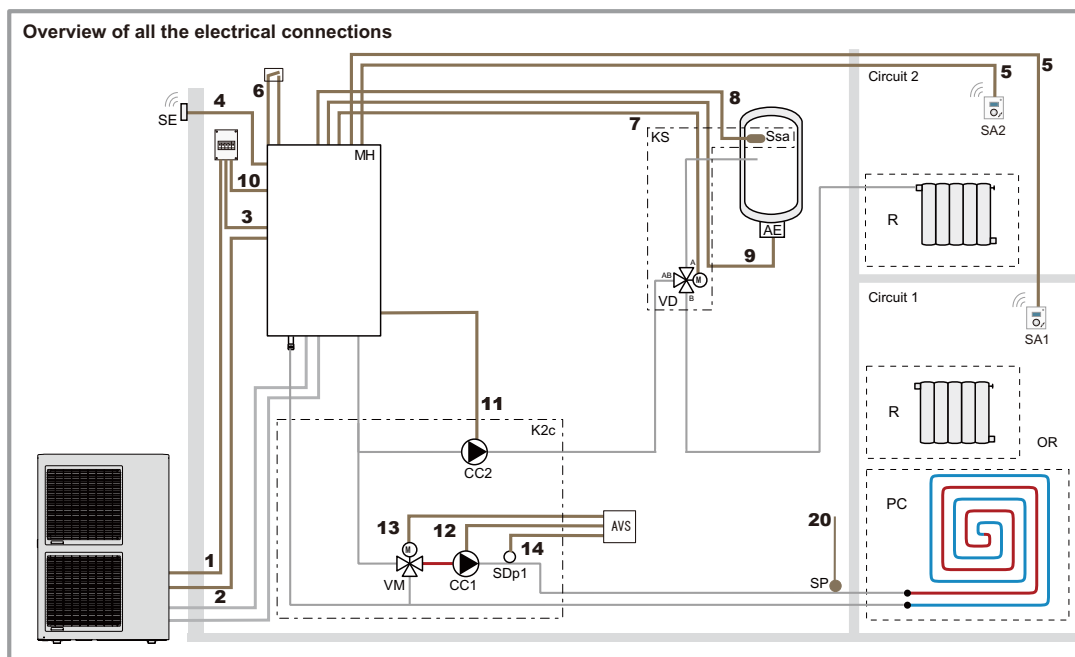 Overview of all the electrical connections
5
5
Circuit 2
6
4
8
SE
7
KS
Ssa
SA2
MH
10
R
3
AE
9
A
AB
M
VD
B
Circuit 1
SA1
11
R
K2c
OR
CC2
PC
13
12
AVS
20
1
M
14
2
VM
CC1
SDp1
SP